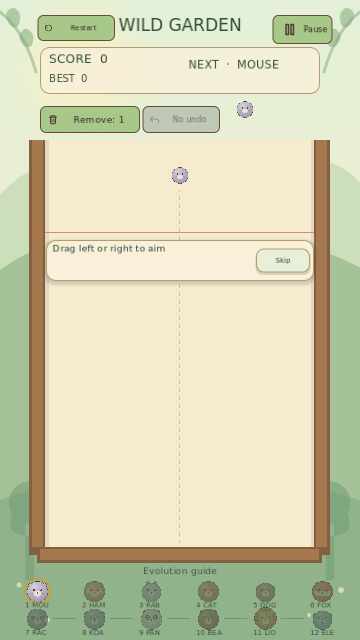 Restart
WILD GARDEN
Pause
SCORE 0
BEST 0
NEXT · MOUSE
Remove: 1
No undo
Drag left or right to aim
Skip
Evolution guide
1 MOU
2 HAM
3 RAB
4 CAT
5 DOG
6 FOX
7 RAC
8 KOA
9 PAN
10 BEA
11 LIO
12 ELE